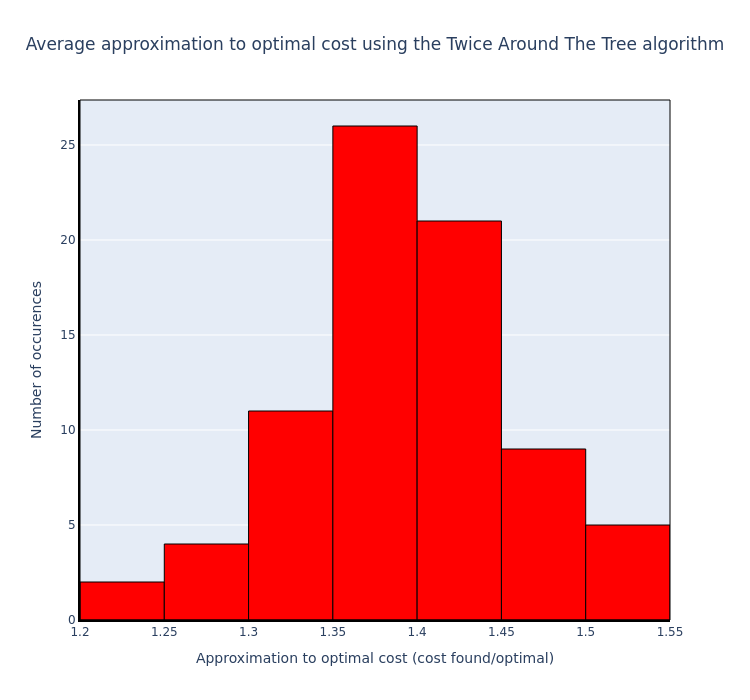 Average approximation to optimal cost using the Twice Around The Tree algorithm
25
20
15
10
5
0
Number of occurences
1.2 1.25 1.3 1.35 1.4 1.45 1.5 1.55
Approximation to optimal cost (cost found/optimal)